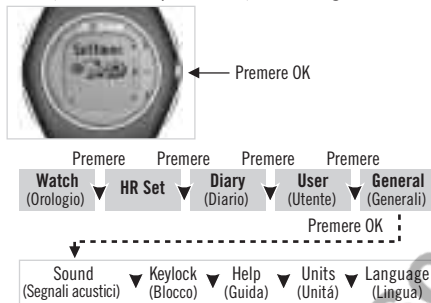 Settings
Premere OK
Premere Premere Premere Premere
Watch HR Set Diary User General
(Orologio) (Diario) (Utente) (Generali)
Premere OK
Sound Keylock Help Units Language
(Segnali acustici) (Blocco) (Guida) (Unitá) (Lingua)